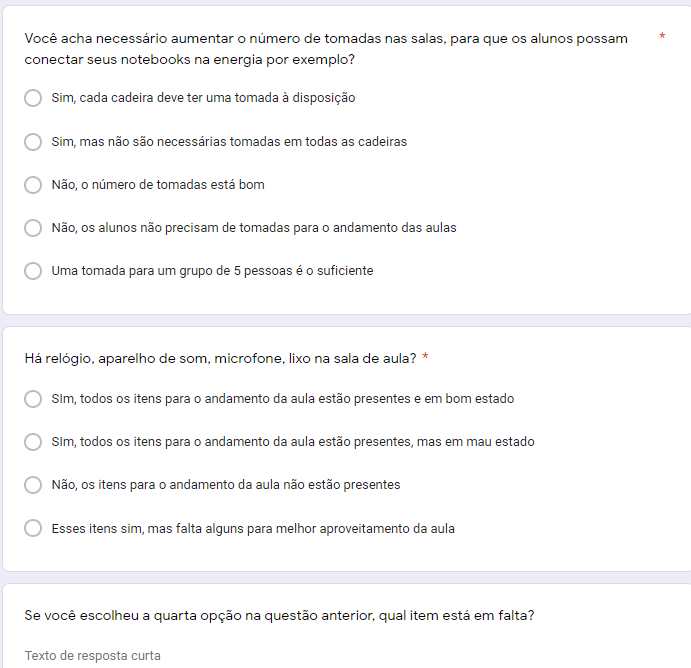 Você acha necessário aumentar o número de tomadas nas salas, para que os alunos possam *
conectar seus notebooks na energia por exemplo?
Sim, cada cadeira deve ter uma tomada à disposição
Sim, mas não são necessárias tomadas em todas as cadeiras
Não, o número de tomadas está bom
Não, os alunos não precisam de tomadas para o andamento das aulas
Uma tomada para um grupo de 5 pessoas é o suficiente
Há relógio, aparelho de som, microfone, lixo na sala de aula? *
SIm, todos os itens para o andamento da aula estão presentes e em bom estado
SIm, todos os itens para o andamento da aula estão presentes, mas em mau estado
Não, os itens para o andamento da aula não estão presentes
Esses itens sim, mas falta alguns para melhor aproveitamento da aula
Se você escolheu a quarta opção na questão anterior, qual item está em falta?
Texto de resposta curta